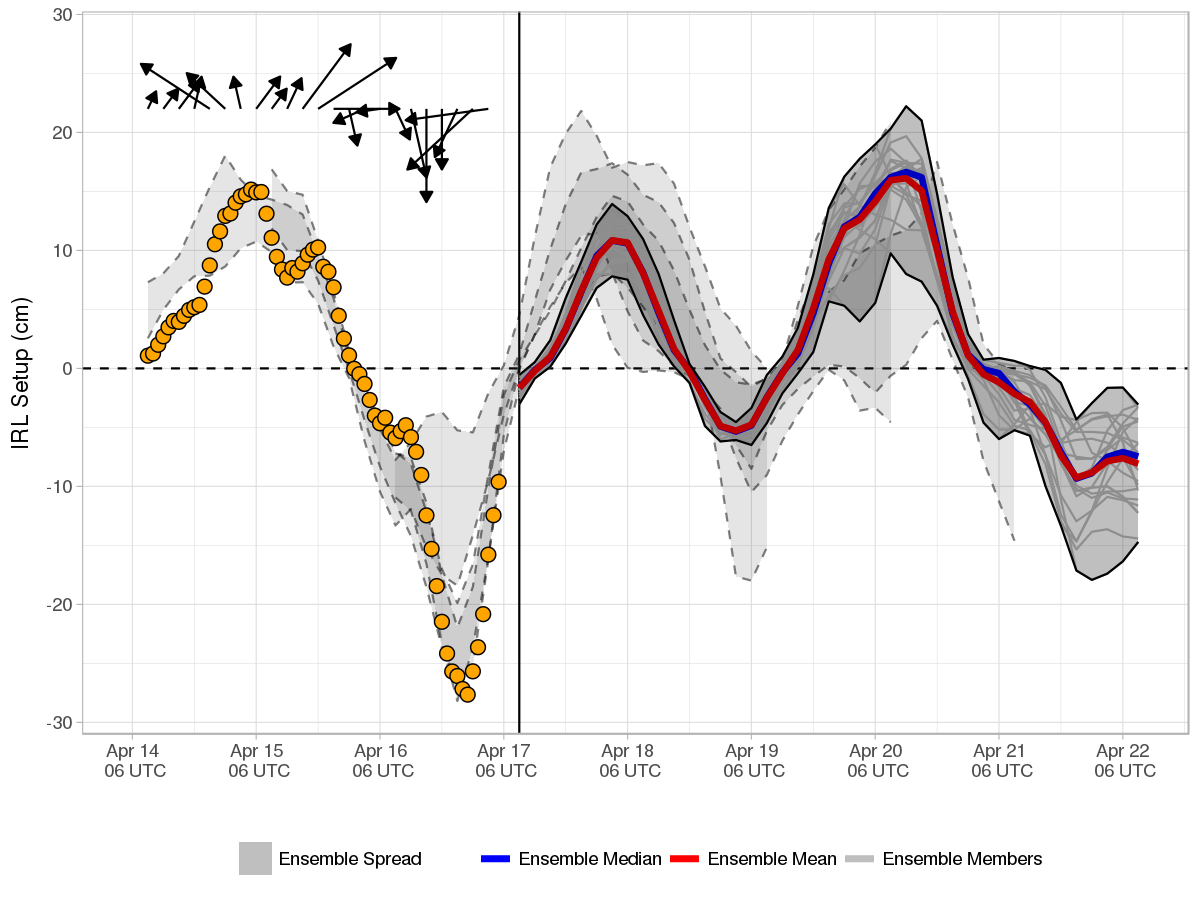 30
20
10
0
-10
-20
-30
IRL Setup (cm)
Apr 14
06 UTC
Apr 15
06 UTC
Apr 16
06 UTC
Apr 17
06 UTC
Apr 18
06 UTC
Apr 19
06 UTC
Apr 20
06 UTC
Apr 21
06 UTC
Apr 22
06 UTC
Ensemble Spread
Ensemble Median
Ensemble Mean
Ensemble Members